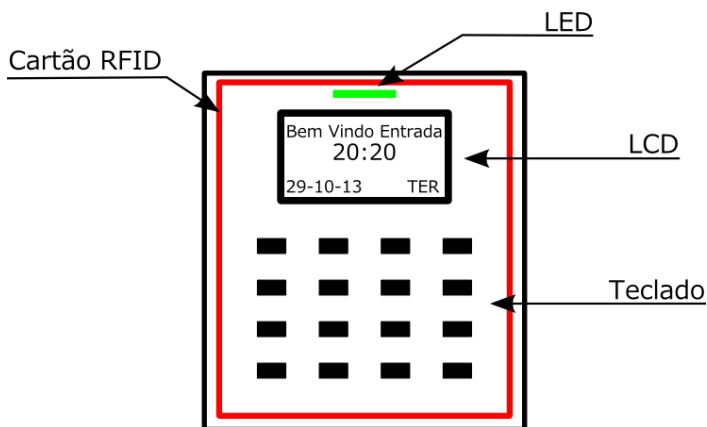 LED
Cartão RFID
Bem Vindo Entrada
20:20
LCD
29-10-13 TER
Teclado